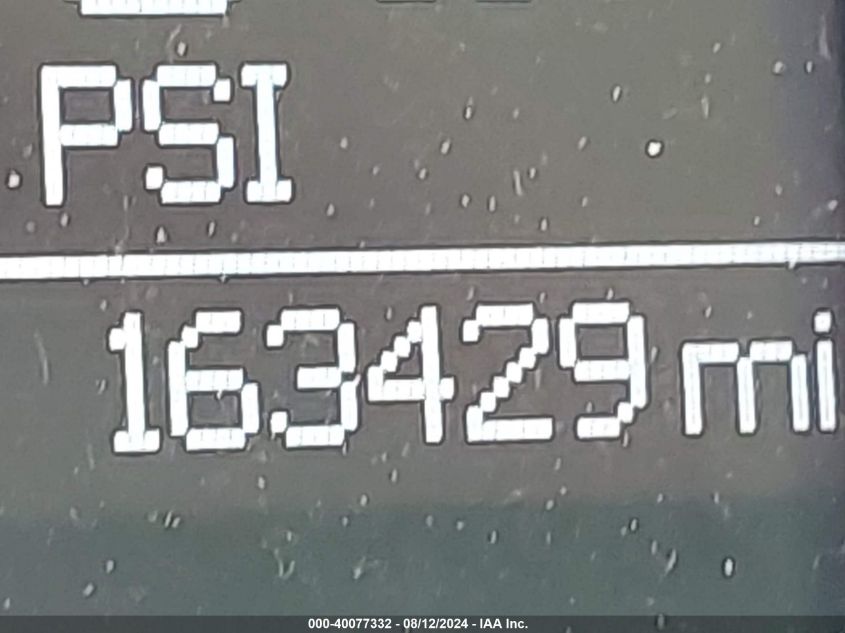 PSI
163429 mi
000-40077332 - 08/12/2024 - IAA Inc.